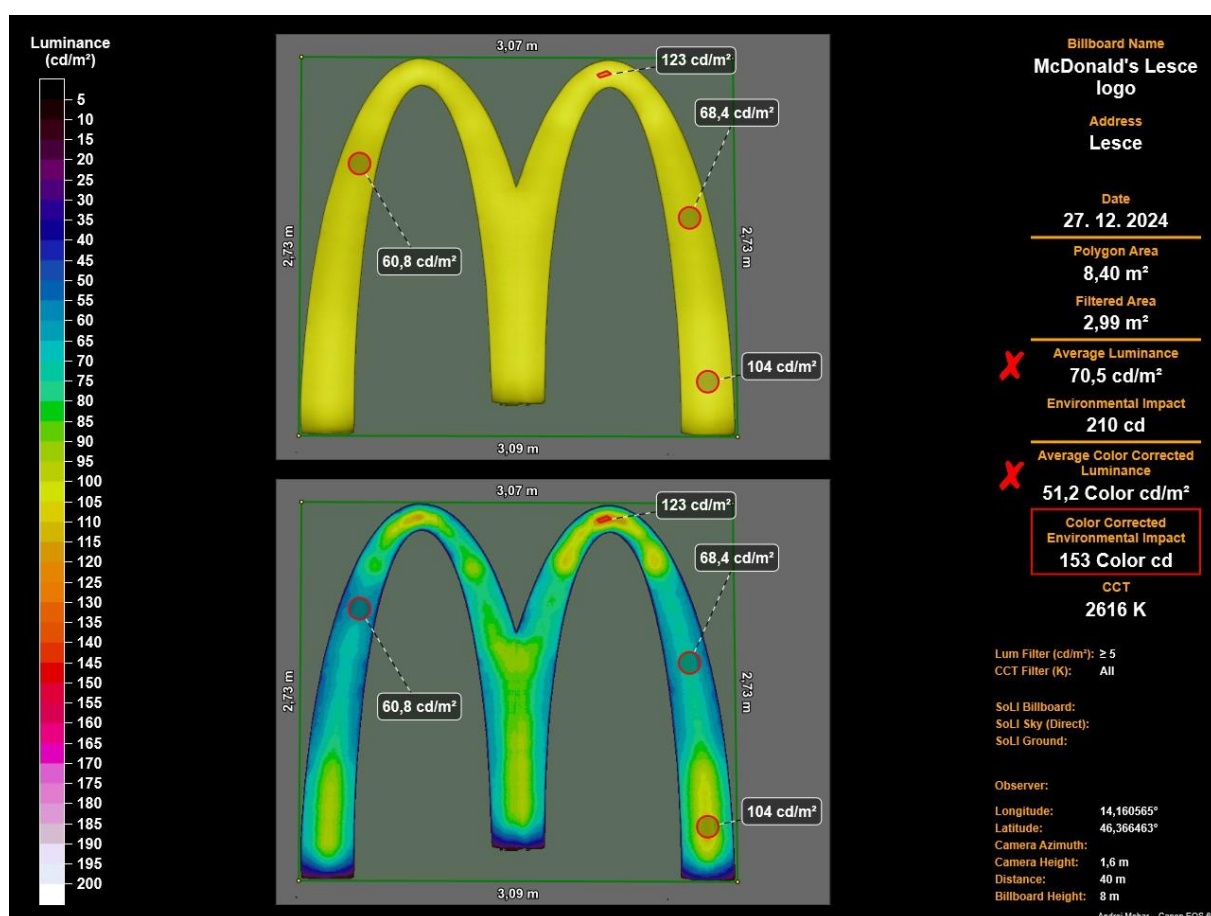 Luminance
(cd/m²)
5
10
15
20
25
30
35
40
45
50
55
60
65
70
75
80
85
90
95
100
105
110
115
120
125
130
135
140
145
150
155
160
165
170
175
180
185
190
195
200
3,07 m
123 cd/m²
68,4 cd/m²
60,8 cd/m²
104 cd/m²
2,73 m
2,73 m
3,09 m
3,07 m
123 cd/m²
68,4 cd/m²
60,8 cd/m²
104 cd/m²
2,73 m
2,73 m
3,09 m
Billboard Name
McDonald's Lesce
logo
Address
Lesce
Date
27. 12. 2024
Polygon Area
8,40 m²
Filtered Area
2,99 m²
Average Luminance
70,5 cd/m²
Environmental Impact
210 cd
Average Color Corrected
Luminance
51,2 Color cd/m²
Color Corrected
Environmental Impact
153 Color cd
CCT
2616 K
Lum Filter (cd/m²): ≥ 5
CCT Filter (K): All
SoLI Billboard:
SoLI Sky (Direct):
SoLI Ground:
Observer:
Longitude: 14,160565°
Latitude: 46,366463°
Camera Azimuth:
Camera Height: 1,6 m
Distance: 40 m
Billboard Height: 8 m